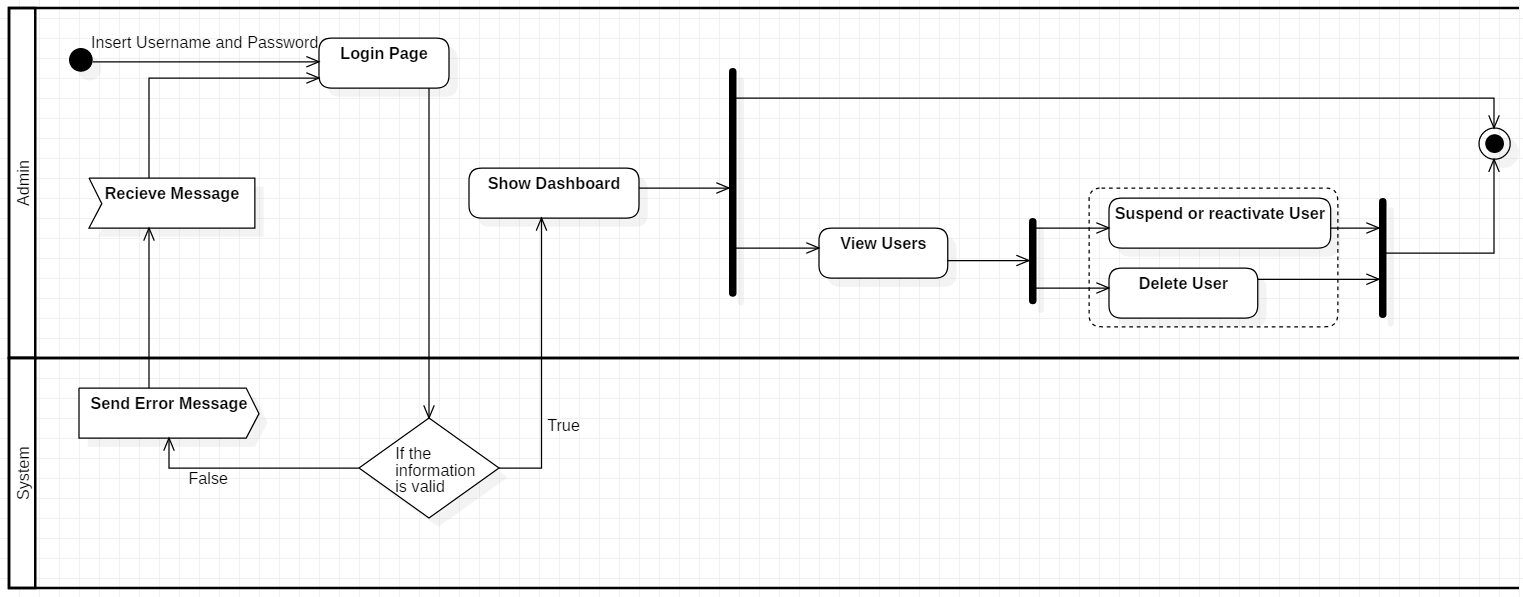 Admin
Insert Username and Password
Login Page
Recieve Message
Show Dashboard
View Users
Suspend or reactivate User
Delete User
System
Send Error Message
False
If the
information
is valid
True